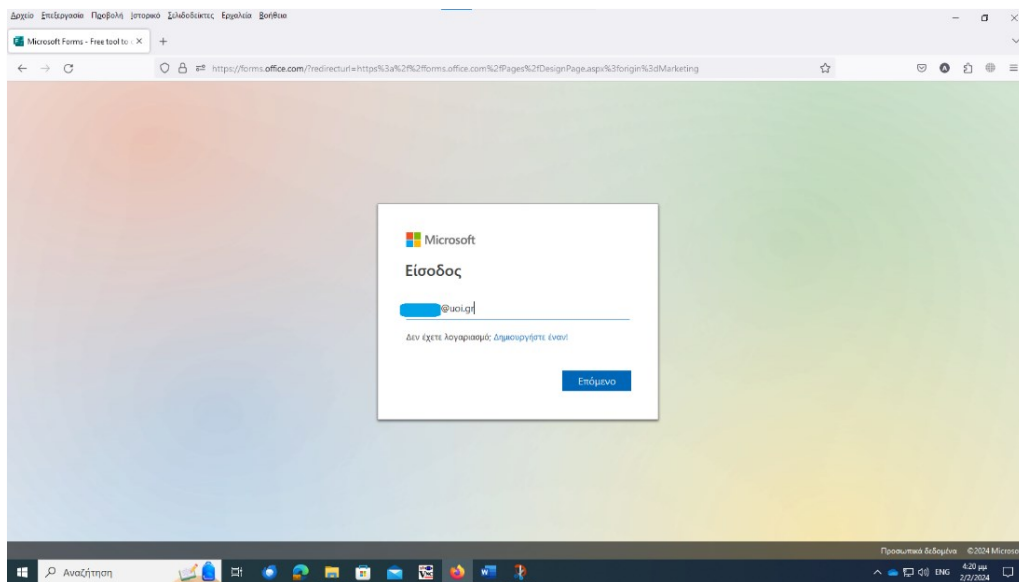 Αρχείο Επεξεργασία Προβολή Ιστορικό Σελιδοδείκτες Εργαλεία Βοήθεια
Microsoft Forms - Free tool to c
https://forms.office.com/?redirecturl=https%3a%2f%2fforms.office.com%2fPages%2fDesignPage.aspx%3forigin%3dMarketing
Microsoft
Είσοδος
@uoi.gr
Δεν έχετε λογαριασμό; Δημιουργήστε έναν!
Επόμενο
Προσωπικά δεδομένα ©2024 Microso
Αναζήτηση
ENG
4:20 μμ
2/2/2024